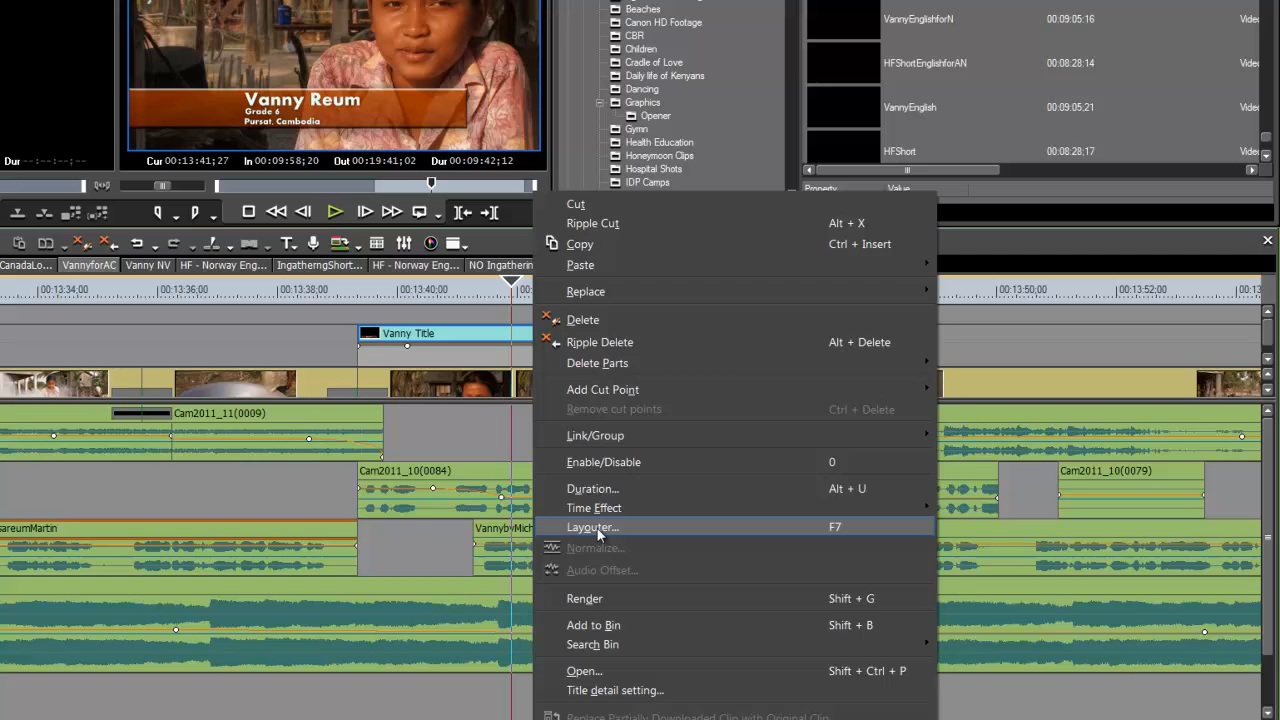 Vanny Reum
Grade 6
Pursat, Cambodia
Dur --:--:--;--
Cur 00:13:41;27
In 00:09:58;20
Out 00:19:41;02
Dur 00:09:42;12
Beaches
Canon HD Footage
CBR
Children
Cradle of Love
Daily life of Kenyans
Dancing
Graphics
Opener
Gymn
Health Education
Honeymoon Clips
Hospital Shots
IDP Camps
VannyEnglishforN 00:09:05:16 Video
HFShortEnglishforAN 00:08:28;14 Video
VannyEnglish 00:09:05;21 Video
HFShort 00:08:28;17 Video
Property Value
CanadaLo...
VannyforAC
Vanny NV
HF - Norway Eng...
IngatherngShort...
HF - Norway Eng...
NO Ingathering
00:13:34;00
00:13:36;00
00:13:38;00
00:13:40;00
00:13:50;00
00:13:52;00
00:13
Vanny Title
Cam2011_11(0009)
Cam2011_10(0084)
Cam2011_10(0079)
sareumMartin
VannybyMich
Cut
Ripple Cut Alt + X
Copy Ctrl + Insert
Paste
Replace
Delete
Ripple Delete Alt + Delete
Delete Parts
Add Cut Point
Remove cut points Ctrl + Delete
Link/Group
Enable/Disable 0
Duration... Alt + U
Time Effect
Layouter... F7
Normalize...
Audio Offset...
Render Shift + G
Add to Bin Shift + B
Search Bin
Open... Shift + Ctrl + P
Title detail setting...
Replace Partially Downloaded Clip with Original Clip